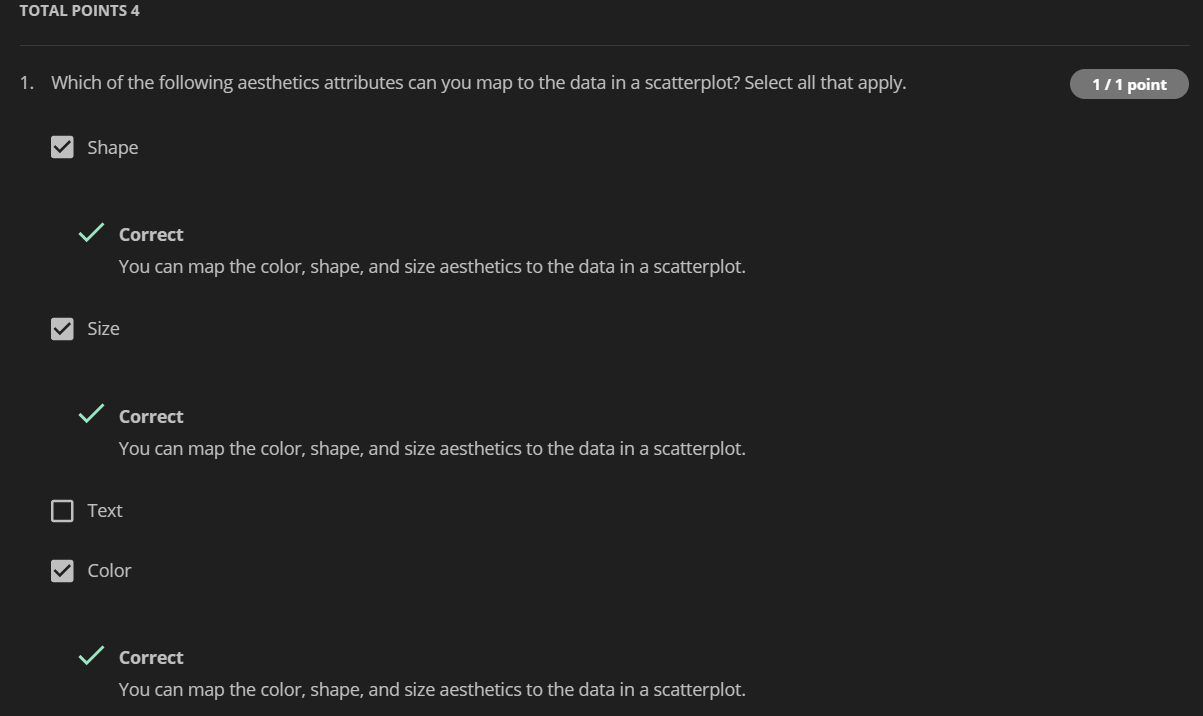 TOTAL POINTS 4
1. Which of the following aesthetics attributes can you map to the data in a scatterplot? Select all that apply.
1 / 1 point
Shape
Correct
You can map the color, shape, and size aesthetics to the data in a scatterplot.
Size
Correct
You can map the color, shape, and size aesthetics to the data in a scatterplot.
Text
Color
Correct
You can map the color, shape, and size aesthetics to the data in a scatterplot.